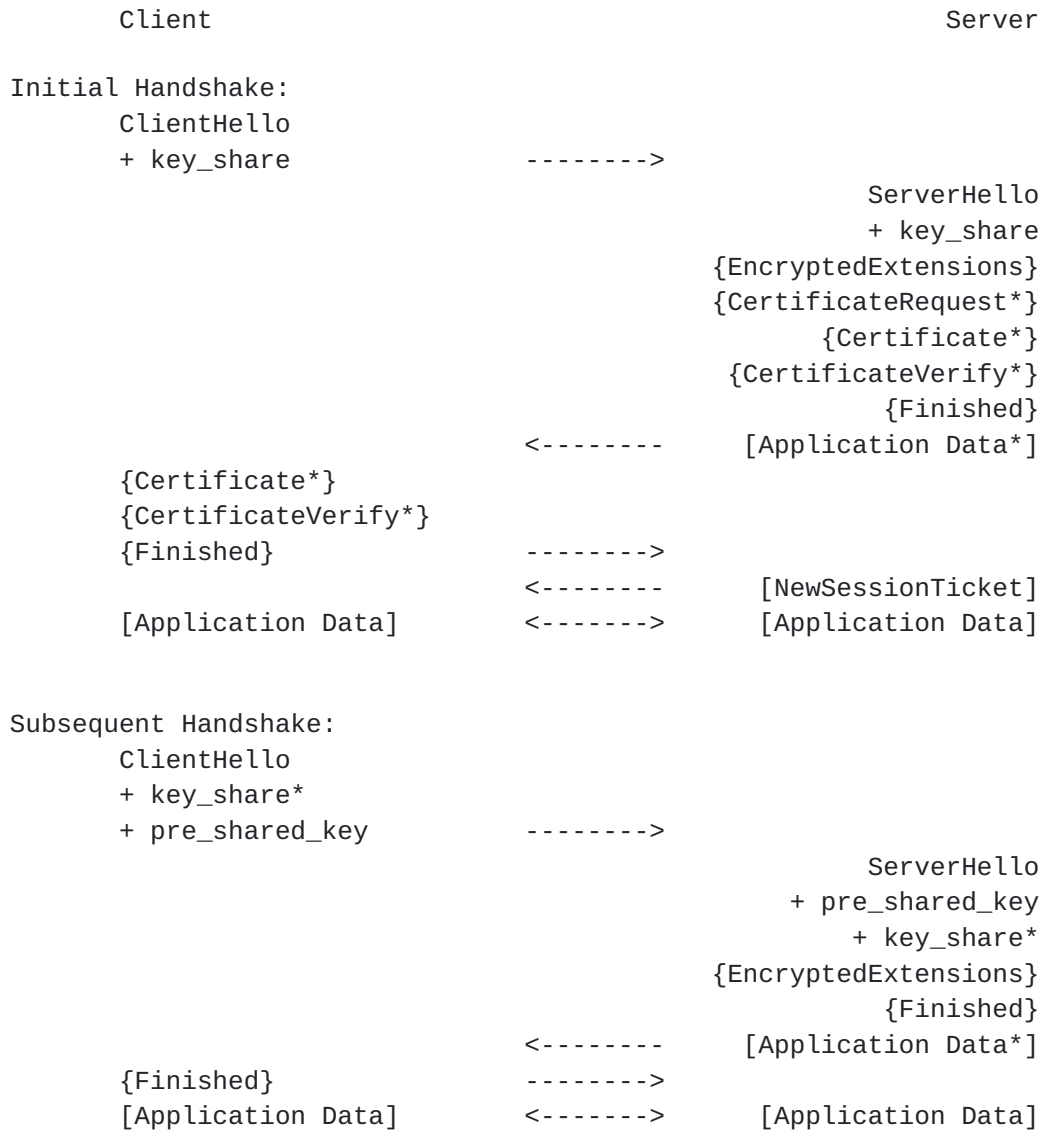 Client                                               Server

Initial Handshake:
ClientHello
+ key_share               -------->
ServerHello
+ key_share
{EncryptedExtensions}
{CertificateRequest*}
{Certificate*}
{CertificateVerify*}
{Finished}
<--------     [Application Data*]
{Certificate*}
{CertificateVerify*}
{Finished}                -------->
<--------      [NewSessionTicket]
[Application Data]        <------->      [Application Data]

Subsequent Handshake:
ClientHello
+ key_share*
+ pre_shared_key          -------->
ServerHello
+ pre_shared_key
+ key_share*
{EncryptedExtensions}
{Finished}
<--------     [Application Data*]
{Finished}                -------->
[Application Data]        <------->      [Application Data]